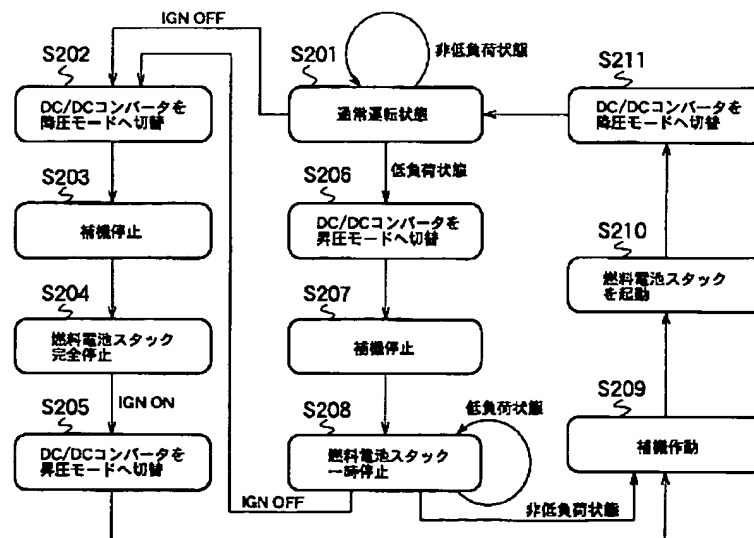 IGN OFF
S202
DC/DCコンバータを
降圧モードへ切替
S203
補機停止
S204
燃料電池スタック
完全停止
IGN ON
S205
DC/DCコンバータを
昇圧モードへ切替
S201
非低負荷状態
通常運転状態
低負荷状態
S206
DC/DCコンバータを
昇圧モードへ切替
S207
補機停止
S208
低負荷状態
燃料電池スタック
一時停止
IGN OFF
非低負荷状態
S211
DC/DCコンバータを
降圧モードへ切替
S210
燃料電池スタック
を起動
S209
補機作動